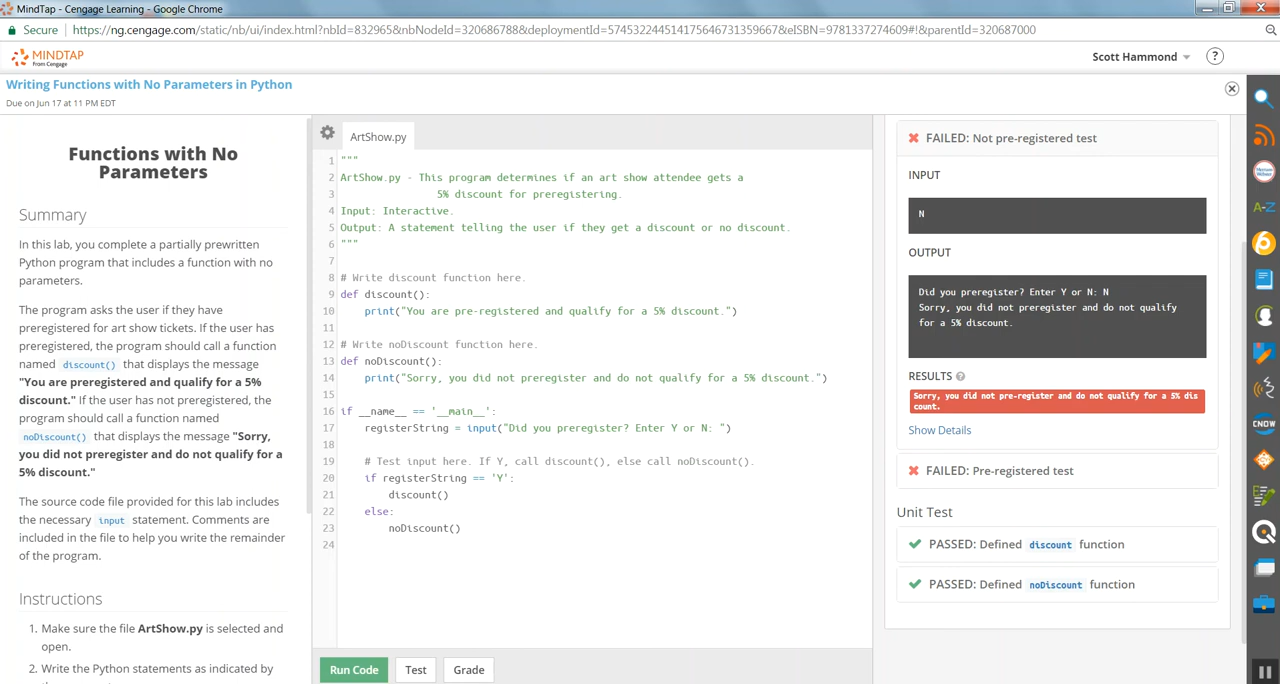 MindTap - Cengage Learning - Google Chrome
Secure https://ng.cengage.com/static/nb/ui/index.html?nbId=832965&nbNodeId=320686788&deploymentId=574532244514175646731359667&eISBN=9781337274609#!&parentId=320687000
MINDTAP
From Cengage
Scott Hammond
?
Writing Functions with No Parameters in Python
Due on Jun 17 at 11 PM EDT
Functions with No
Parameters
Summary
In this lab, you complete a partially prewritten
Python program that includes a function with no
parameters.
The program asks the user if they have
preregistered for art show tickets. If the user has
preregistered, the program should call a function
named discount() that displays the message
"You are preregistered and qualify for a 5%
discount." If the user has not preregistered, the
program should call a function named
noDiscount() that displays the message "Sorry,
you did not preregister and do not qualify for a
5% discount."
The source code file provided for this lab includes
the necessary input statement. Comments are
included in the file to help you write the remainder
of the program.
Instructions
1. Make sure the file ArtShow.py is selected and
open.
2. Write the Python statements as indicated by
ArtShow.py
1 """
2 ArtShow.py - This program determines if an art show attendee gets a
3 5% discount for preregistering.
4 Input: Interactive.
5 Output: A statement telling the user if they get a discount or no discount.
6 """
7
8 # Write discount function here.
9 def discount():
10 print("You are pre-registered and qualify for a 5% discount.")
11
12 # Write noDiscount function here.
13 def noDiscount():
14 print("Sorry, you did not preregister and do not qualify for a 5% discount.")
15
16 if __name__ == '__main__':
17 registerString = input("Did you preregister? Enter Y or N: ")
18
19 # Test input here. If Y, call discount(), else call noDiscount().
20 if registerString == 'Y':
21 discount()
22 else:
23 noDiscount()
24
Run Code
Test
Grade
FAILED: Not pre-registered test
INPUT
N
OUTPUT
Did you preregister? Enter Y or N: N
Sorry, you did not preregister and do not qualify
for a 5% discount.
RESULTS ?
Sorry, you did not pre-register and do not qualify for a 5% dis
count.
Show Details
FAILED: Pre-registered test
Unit Test
PASSED: Defined discount function
PASSED: Defined noDiscount function
A-Z
CNOW